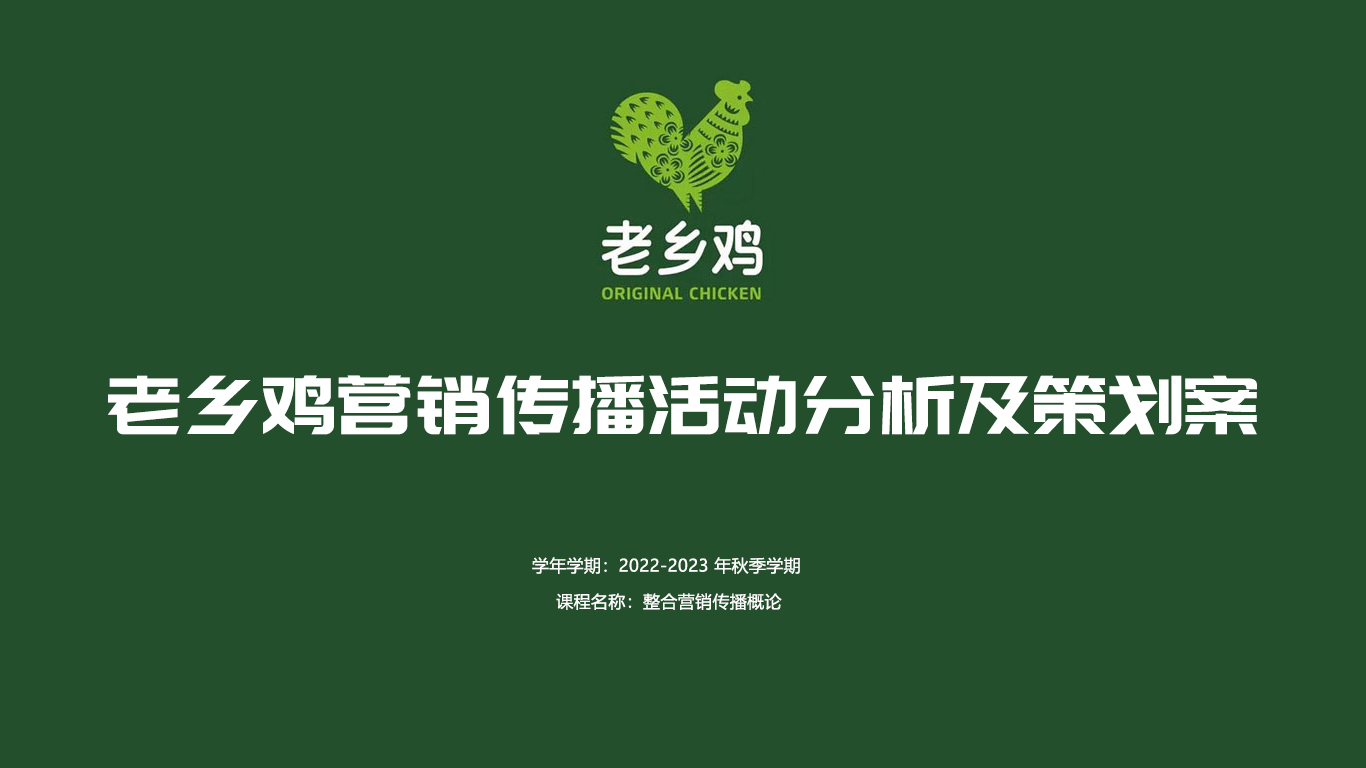 老乡鸡
ORIGINAL CHICKEN
老乡鸡营销传播活动分析及策划案
学年学期：2022-2023 年秋季学期
课程名称：整合营销传播概论